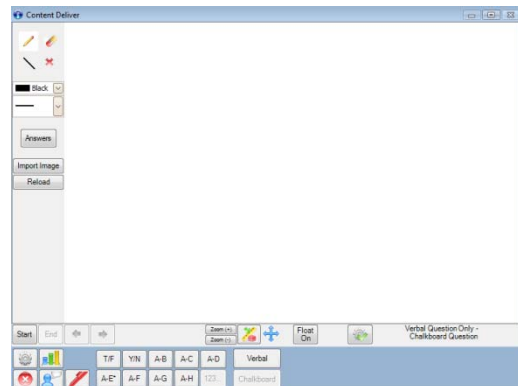 Content Deliver
Black
Answers
Import Image
Reload
Start End Zoom (+) Float On Verbal Question Only -
Zoom (-) Chalkboard Question
T/F Y/N A-B A-C A-D Verbal
A-E* A-F A-G A-H 123... Chalkboard